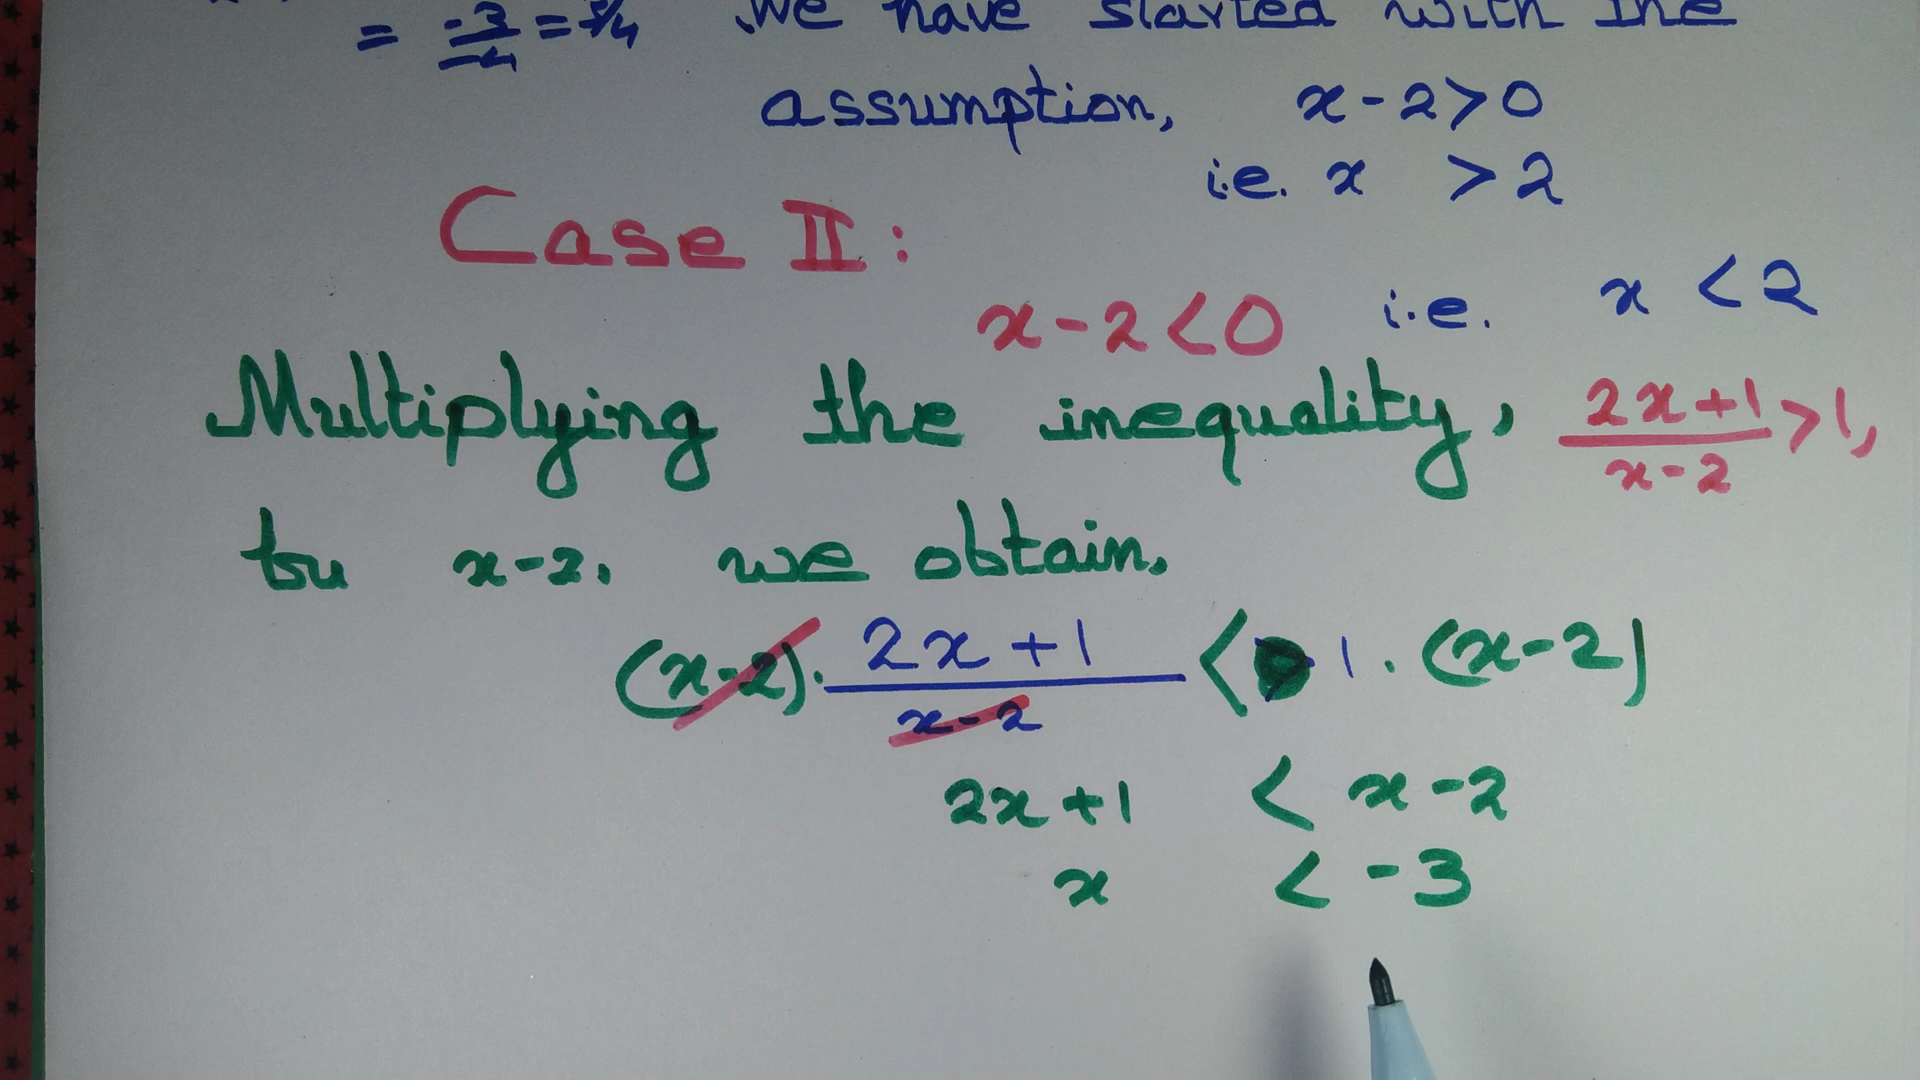 = -3/-4 = 3/4 We have started with the
assumption, x-2>0
i.e. x > 2
Case II:
x-2<0 i.e. x <2
Multiplying the inequality, (2x+1)/(x-2) >1,
by x-2, we obtain,
(x-2). (2x+1)/(x-2) < 1 . (x-2)
2x+1 < x-2
x < -3